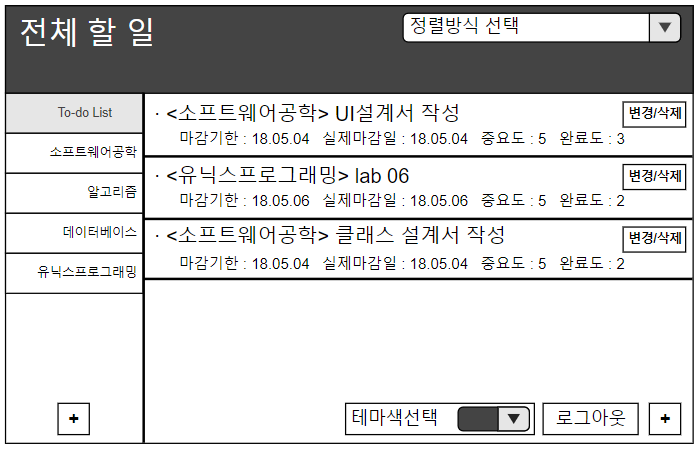 전체 할 일
정렬방식 선택
To-do List
소프트웨어공학
알고리즘
데이터베이스
유닉스프로그래밍
+
· <소프트웨어공학> UI설계서 작성
변경/삭제
마감기한 : 18.05.04 실제마감일 : 18.05.04 중요도 : 5 완료도 : 3
· <유닉스프로그래밍> lab 06
변경/삭제
마감기한 : 18.05.06 실제마감일 : 18.05.06 중요도 : 5 완료도 : 2
· <소프트웨어공학> 클래스 설계서 작성
변경/삭제
마감기한 : 18.05.04 실제마감일 : 18.05.04 중요도 : 5 완료도 : 2
테마색선택
로그아웃
+